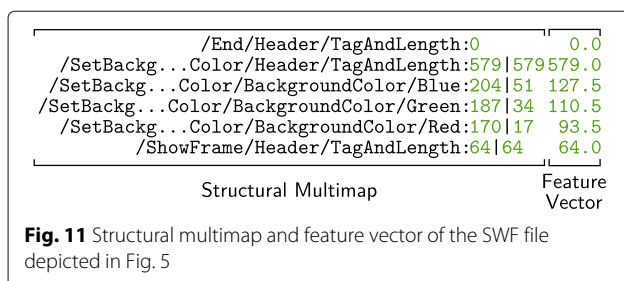 /End/Header/TagAndLength:0 0.0
/SetBackg...Color/Header/TagAndLength:579|579 579.0
/SetBackg...Color/BackgroundColor/Blue:204|51 127.5
/SetBackg...Color/BackgroundColor/Green:187|34 110.5
/SetBackg...Color/BackgroundColor/Red:170|17 93.5
/ShowFrame/Header/TagAndLength:64|64 64.0
Structural Multimap
Feature
Vector
Fig. 11 Structural multimap and feature vector of the SWF file
depicted in Fig. 5